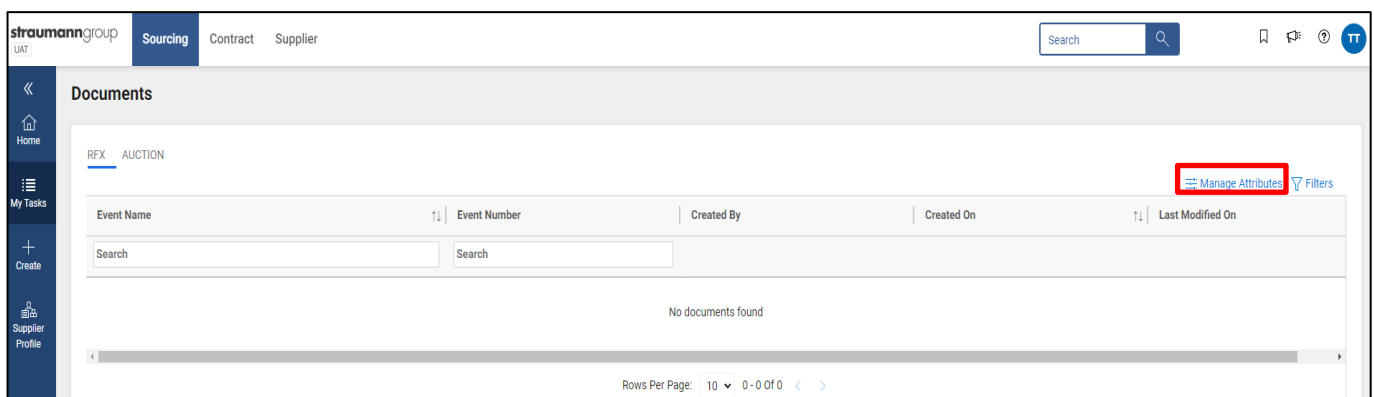 straumanngroup
UAT
Sourcing Contract Supplier
Search
TT
Home
My Tasks
Create
Supplier
Profile
Documents
RFX AUCTION
Manage Attributes Filters
Event Name Event Number Created By Created On Last Modified On
Search Search
No documents found
Rows Per Page: 10 0 - 0 Of 0